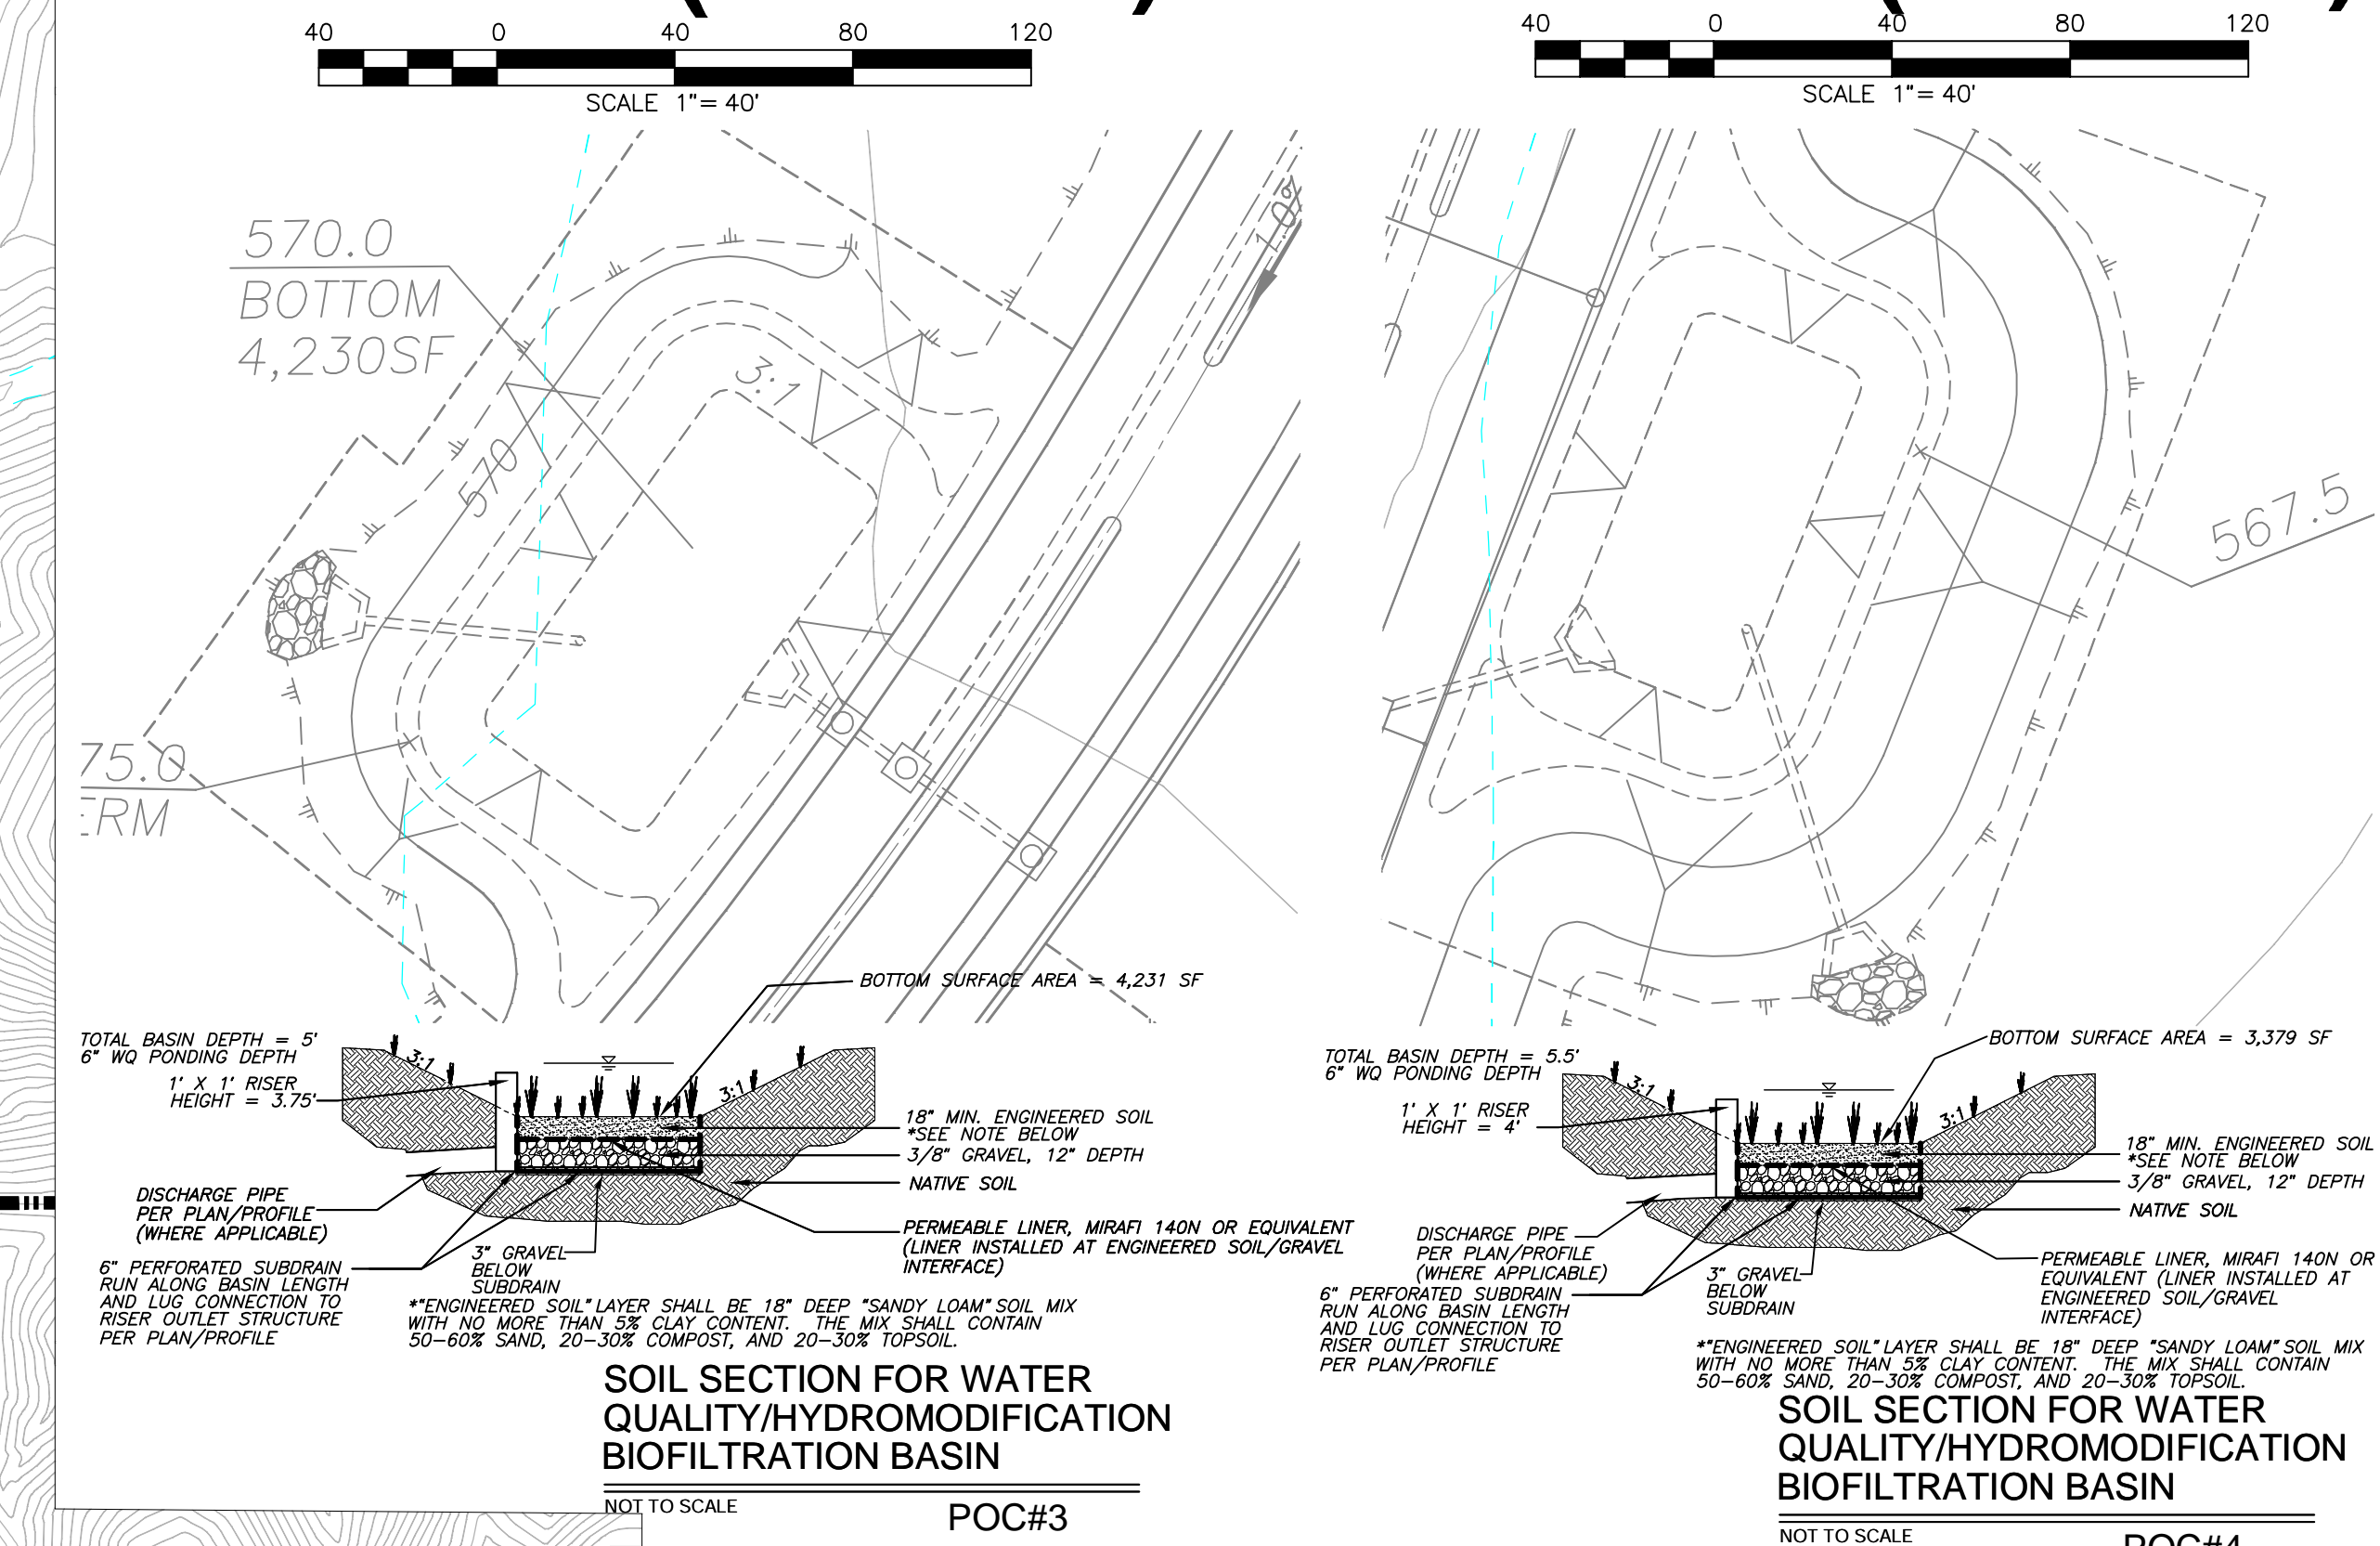 40 0 40 80 120
SCALE 1"= 40'
570.0
BOTTOM
4,230SF
3:1
570
1.0%
75.0
ERM
BOTTOM SURFACE AREA = 4,231 SF
TOTAL BASIN DEPTH = 5'
6" WQ PONDING DEPTH
1' X 1' RISER
HEIGHT = 3.75'
3:1
3:1
18" MIN. ENGINEERED SOIL
*SEE NOTE BELOW
3/8" GRAVEL, 12" DEPTH
NATIVE SOIL
DISCHARGE PIPE
PER PLAN/PROFILE
(WHERE APPLICABLE)
PERMEABLE LINER, MIRAFI 140N OR EQUIVALENT
(LINER INSTALLED AT ENGINEERED SOIL/GRAVEL
INTERFACE)
6" PERFORATED SUBDRAIN
RUN ALONG BASIN LENGTH
AND LUG CONNECTION TO
RISER OUTLET STRUCTURE
PER PLAN/PROFILE
3" GRAVEL
BELOW
SUBDRAIN
*"ENGINEERED SOIL" LAYER SHALL BE 18" DEEP "SANDY LOAM" SOIL MIX
WITH NO MORE THAN 5% CLAY CONTENT. THE MIX SHALL CONTAIN
50-60% SAND, 20-30% COMPOST, AND 20-30% TOPSOIL.
SOIL SECTION FOR WATER
QUALITY/HYDROMODIFICATION
BIOFILTRATION BASIN
NOT TO SCALE
POC#3
40 0 40 80 120
SCALE 1"= 40'
567.5
BOTTOM SURFACE AREA = 3,379 SF
TOTAL BASIN DEPTH = 5.5'
6" WQ PONDING DEPTH
1' X 1' RISER
HEIGHT = 4'
3:1
3:1
18" MIN. ENGINEERED SOIL
*SEE NOTE BELOW
3/8" GRAVEL, 12" DEPTH
NATIVE SOIL
DISCHARGE PIPE
PER PLAN/PROFILE
(WHERE APPLICABLE)
PERMEABLE LINER, MIRAFI 140N OR
EQUIVALENT (LINER INSTALLED AT
ENGINEERED SOIL/GRAVEL
INTERFACE)
6" PERFORATED SUBDRAIN
RUN ALONG BASIN LENGTH
AND LUG CONNECTION TO
RISER OUTLET STRUCTURE
PER PLAN/PROFILE
3" GRAVEL
BELOW
SUBDRAIN
*"ENGINEERED SOIL" LAYER SHALL BE 18" DEEP "SANDY LOAM" SOIL MIX
WITH NO MORE THAN 5% CLAY CONTENT. THE MIX SHALL CONTAIN
50-60% SAND, 20-30% COMPOST, AND 20-30% TOPSOIL.
SOIL SECTION FOR WATER
QUALITY/HYDROMODIFICATION
BIOFILTRATION BASIN
NOT TO SCALE
POC#4